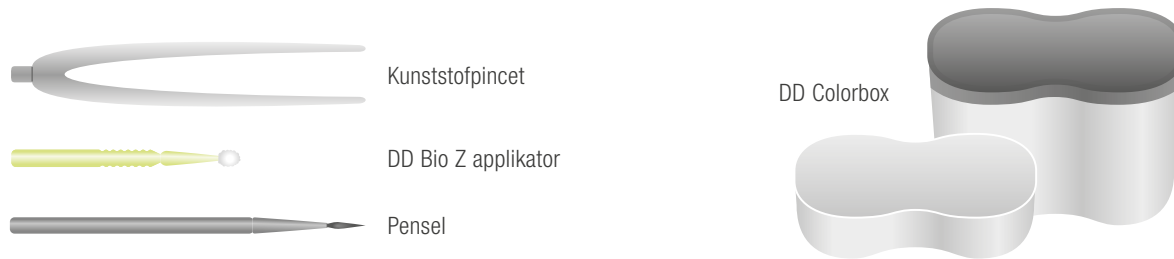 Kunststofpincet
DD Colorbox
DD Bio Z applikator
Pensel